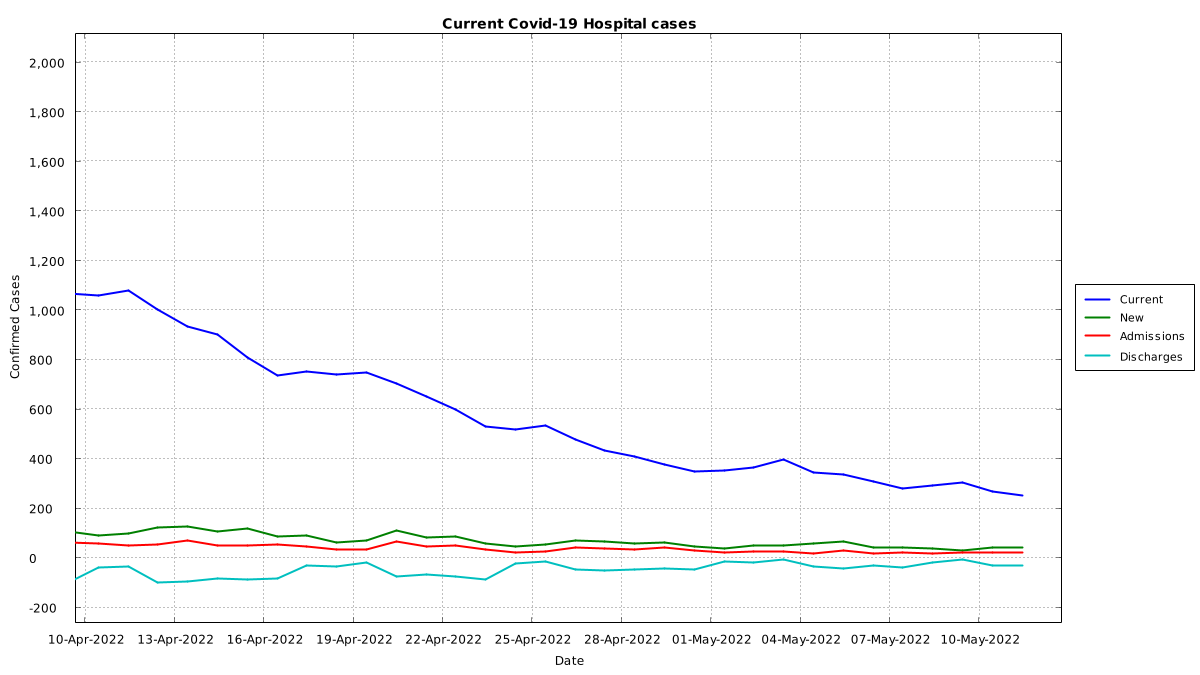 Current Covid-19 Hospital cases
2,000
1,800
1,600
1,400
1,200
1,000
800
600
400
200
0
-200
Confirmed Cases
10-Apr-2022 13-Apr-2022 16-Apr-2022 19-Apr-2022 22-Apr-2022 25-Apr-2022 28-Apr-2022 01-May-2022 04-May-2022 07-May-2022 10-May-2022
Date
Current
New
Admissions
Discharges